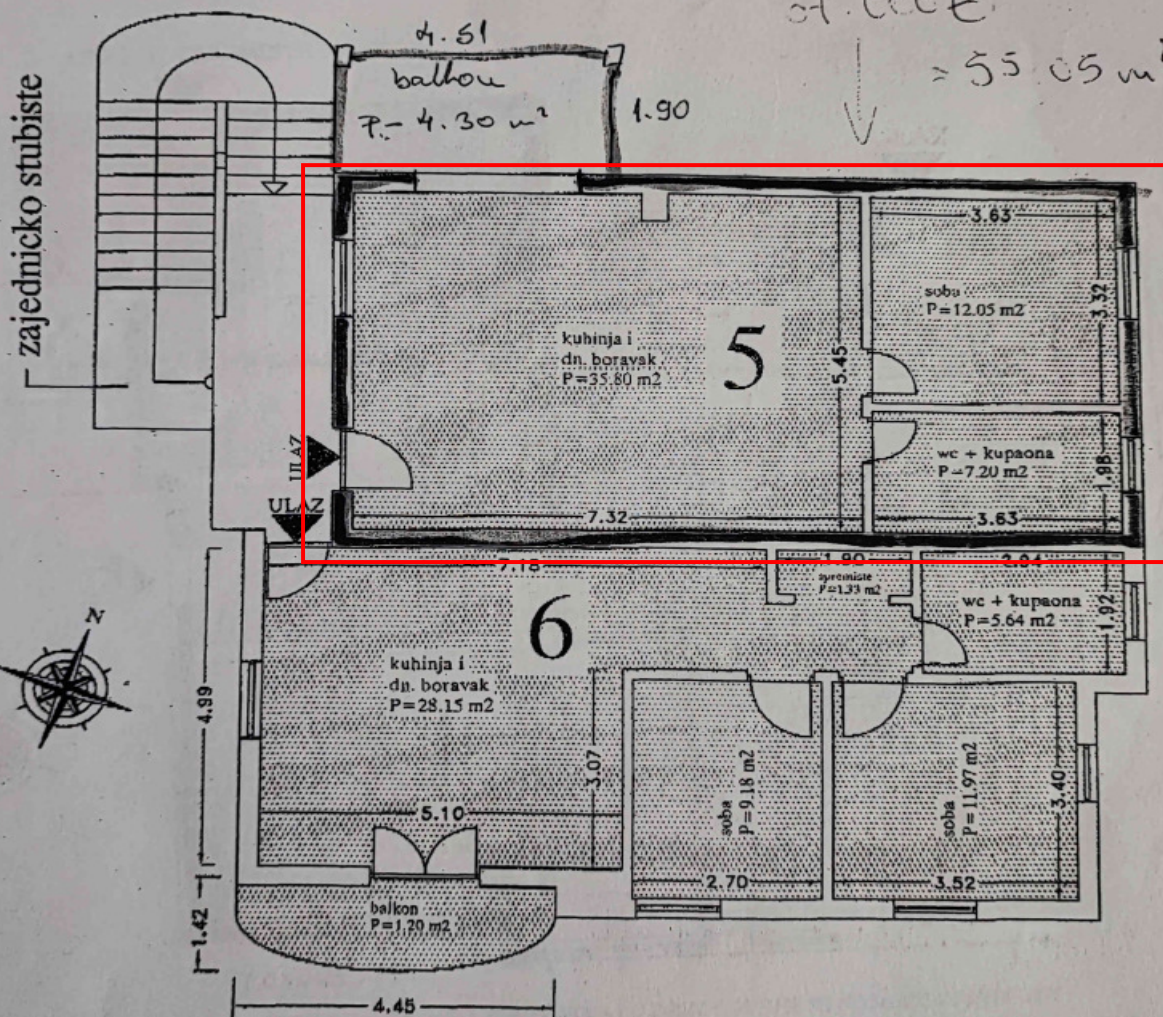 4.51
balkon
P.- 4.30 m²
1.90
= 55.05 m²
zajednicko stubiste
3.63
soba
P=12.05 m2
3.32
kuhinja i
dn. boravak
P=35.80 m2
5
5.45
ULAZ
wc + kupaona
P=7.20 m2
1.98
7.32
3.63
ULAZ
7.18
1.90
spremiste
P=1.33 m2
2.94
wc + kupaona
P=5.64 m2
1.92
6
N
kuhinja i
dn. boravak
P=28.15 m2
4.99
3.07
5.10
soba
P=9.18 m2
2.70
soba
P=11.97 m2
3.40
3.52
balkon
P=1.20 m2
1.42
4.45